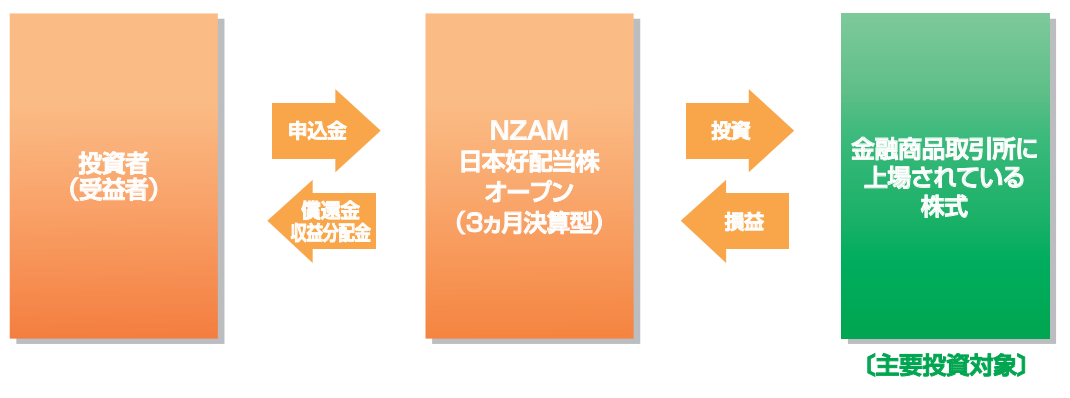 投資者
（受益者）
申込金
償還金
収益分配金
NZAM
日本好配当株
オープン
（3ヵ月決算型）
投資
損益
金融商品取引所に
上場されている
株式
〔主要投資対象〕